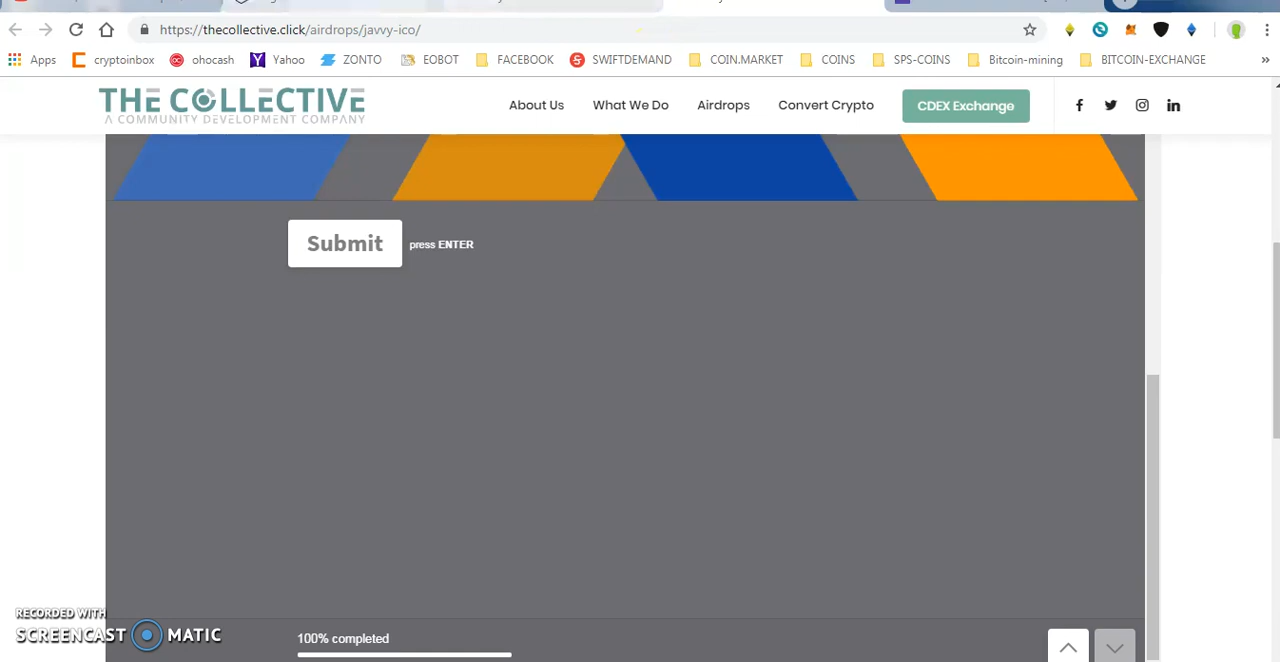 https://thecollective.click/airdrops/javvy-ico/
Apps cryptoinbox ohocash Yahoo ZONTO EOBOT FACEBOOK SWIFTDEMAND COIN.MARKET COINS SPS-COINS Bitcoin-mining BITCOIN-EXCHANGE »
THE COLLECTIVE
A COMMUNITY DEVELOPMENT COMPANY
About Us What We Do Airdrops Convert Crypto CDEX Exchange
Submit press ENTER
RECORDED WITH
SCREENCAST MATIC
100% completed